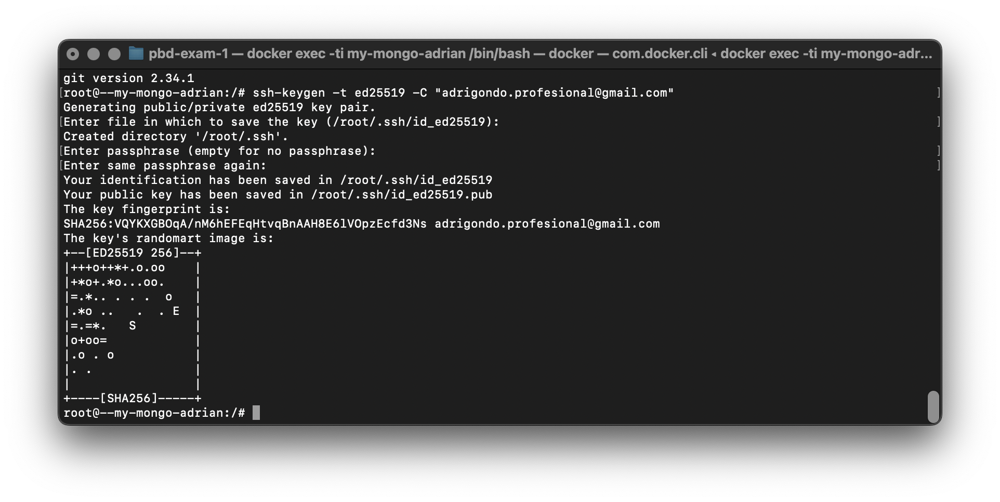 pbd-exam-1 — docker exec -ti my-mongo-adrian /bin/bash — docker — com.docker.cli ◂ docker exec -ti my-mongo-adr...
git version 2.34.1
[root@--my-mongo-adrian:/# ssh-keygen -t ed25519 -C "adrigondo.profesional@gmail.com" ]
Generating public/private ed25519 key pair.
[Enter file in which to save the key (/root/.ssh/id_ed25519): ]
Created directory '/root/.ssh'.
[Enter passphrase (empty for no passphrase): ]
[Enter same passphrase again: ]
Your identification has been saved in /root/.ssh/id_ed25519
Your public key has been saved in /root/.ssh/id_ed25519.pub
The key fingerprint is:
SHA256:VQYKXGBOqA/nM6hEFEqHtvqBnAAH8E6lVOpzEcfd3Ns adrigondo.profesional@gmail.com
The key's randomart image is:
+--[ED25519 256]--+
|+++o++*+.o.oo    |
|+*o+.*o...oo.    |
|=.*.. . . .  o   |
|.*o ..   .  . E  |
|=.=*.   S        |
|o+oo=            |
|.o . o           |
|. .              |
|                 |
+----[SHA256]-----+
root@--my-mongo-adrian:/#